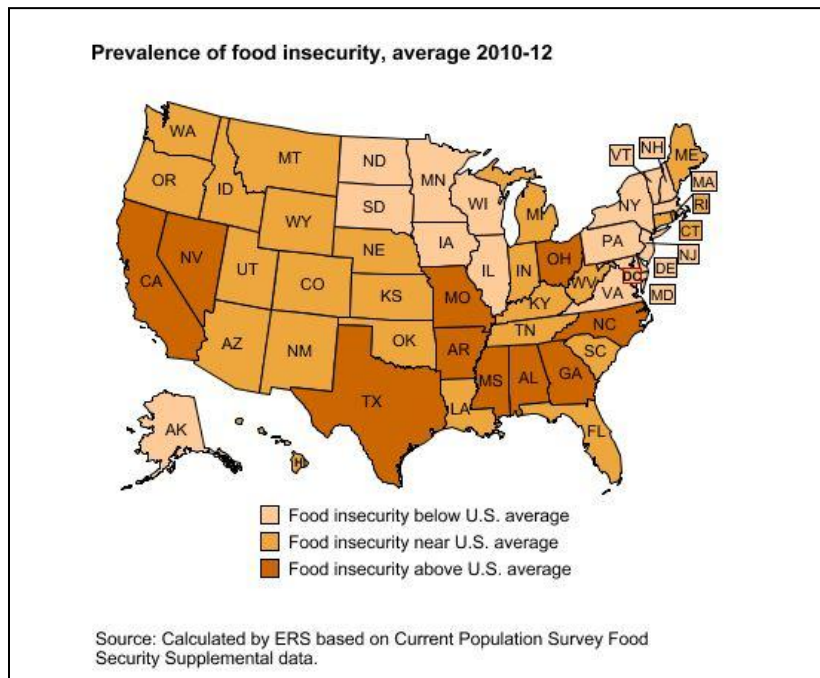 Prevalence of food insecurity, average 2010-12
WA
MT
ND
MN
VT
NH
ME
OR
ID
SD
WI
NY
MA
WY
MI
RI
IA
PA
CT
NV
NE
NJ
CA
UT
CO
IL
IN
OH
WV
DC
DE
KS
MO
KY
VA
MD
AZ
NM
OK
TN
NC
AR
SC
TX
MS
AL
GA
LA
FL
AK
HI
Food insecurity below U.S. average
Food insecurity near U.S. average
Food insecurity above U.S. average
Source: Calculated by ERS based on Current Population Survey Food
Security Supplemental data.